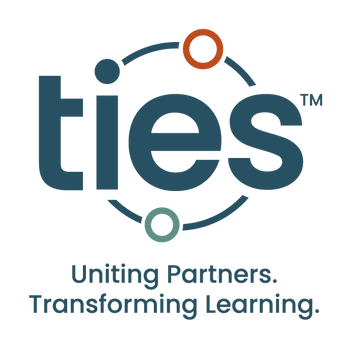 ties™
Uniting Partners.
Transforming Learning.